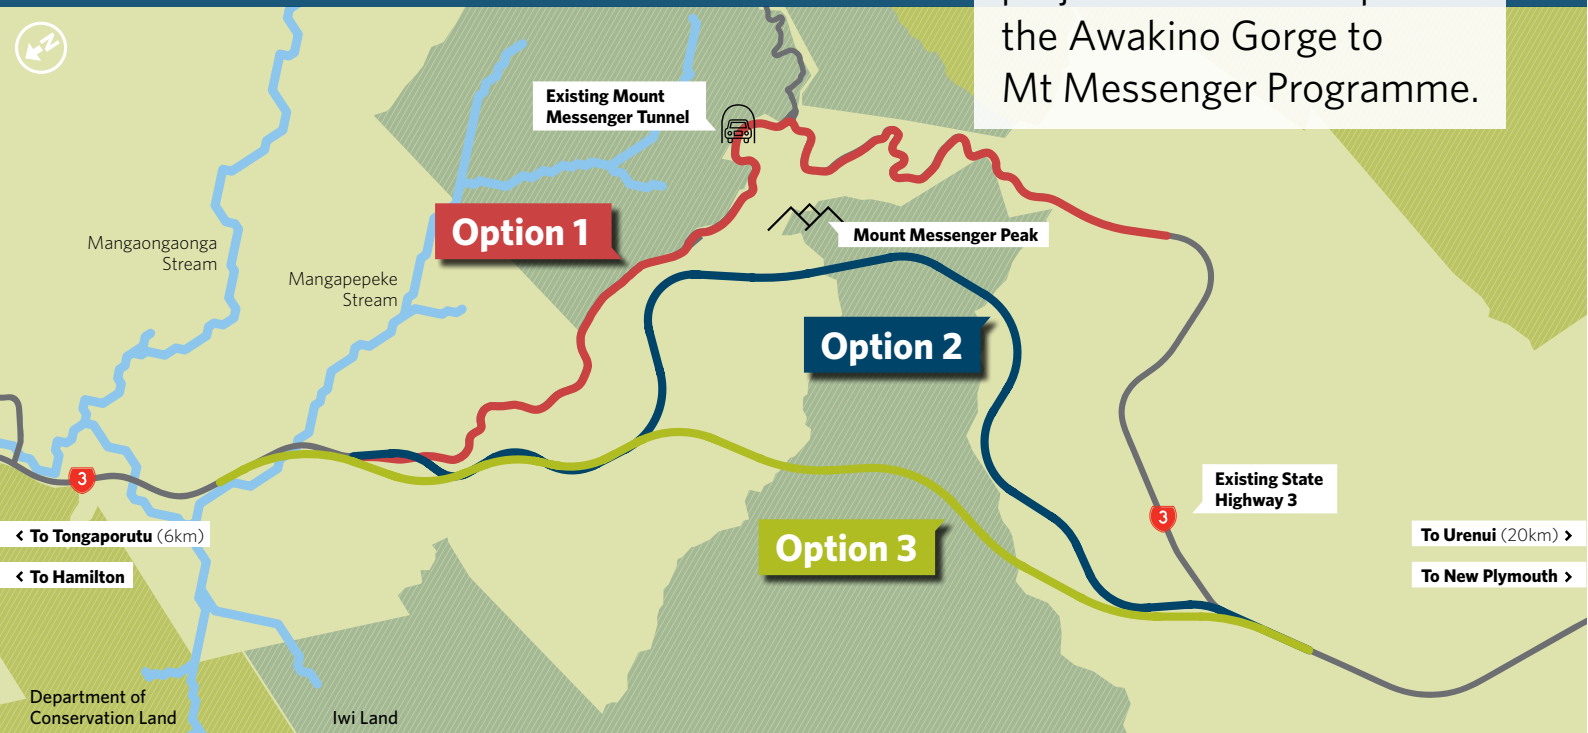 the Awakino Gorge to
Mt Messenger Programme.
N
Existing Mount
Messenger Tunnel
Option 1
Mount Messenger Peak
Mangaongaonga
Stream
Mangapepeke
Stream
Option 2
3
Existing State
Highway 3
3
< To Tongaporutu (6km)
To Urenui (20km) >
Option 3
< To Hamilton
To New Plymouth >
Department of
Conservation Land
Iwi Land